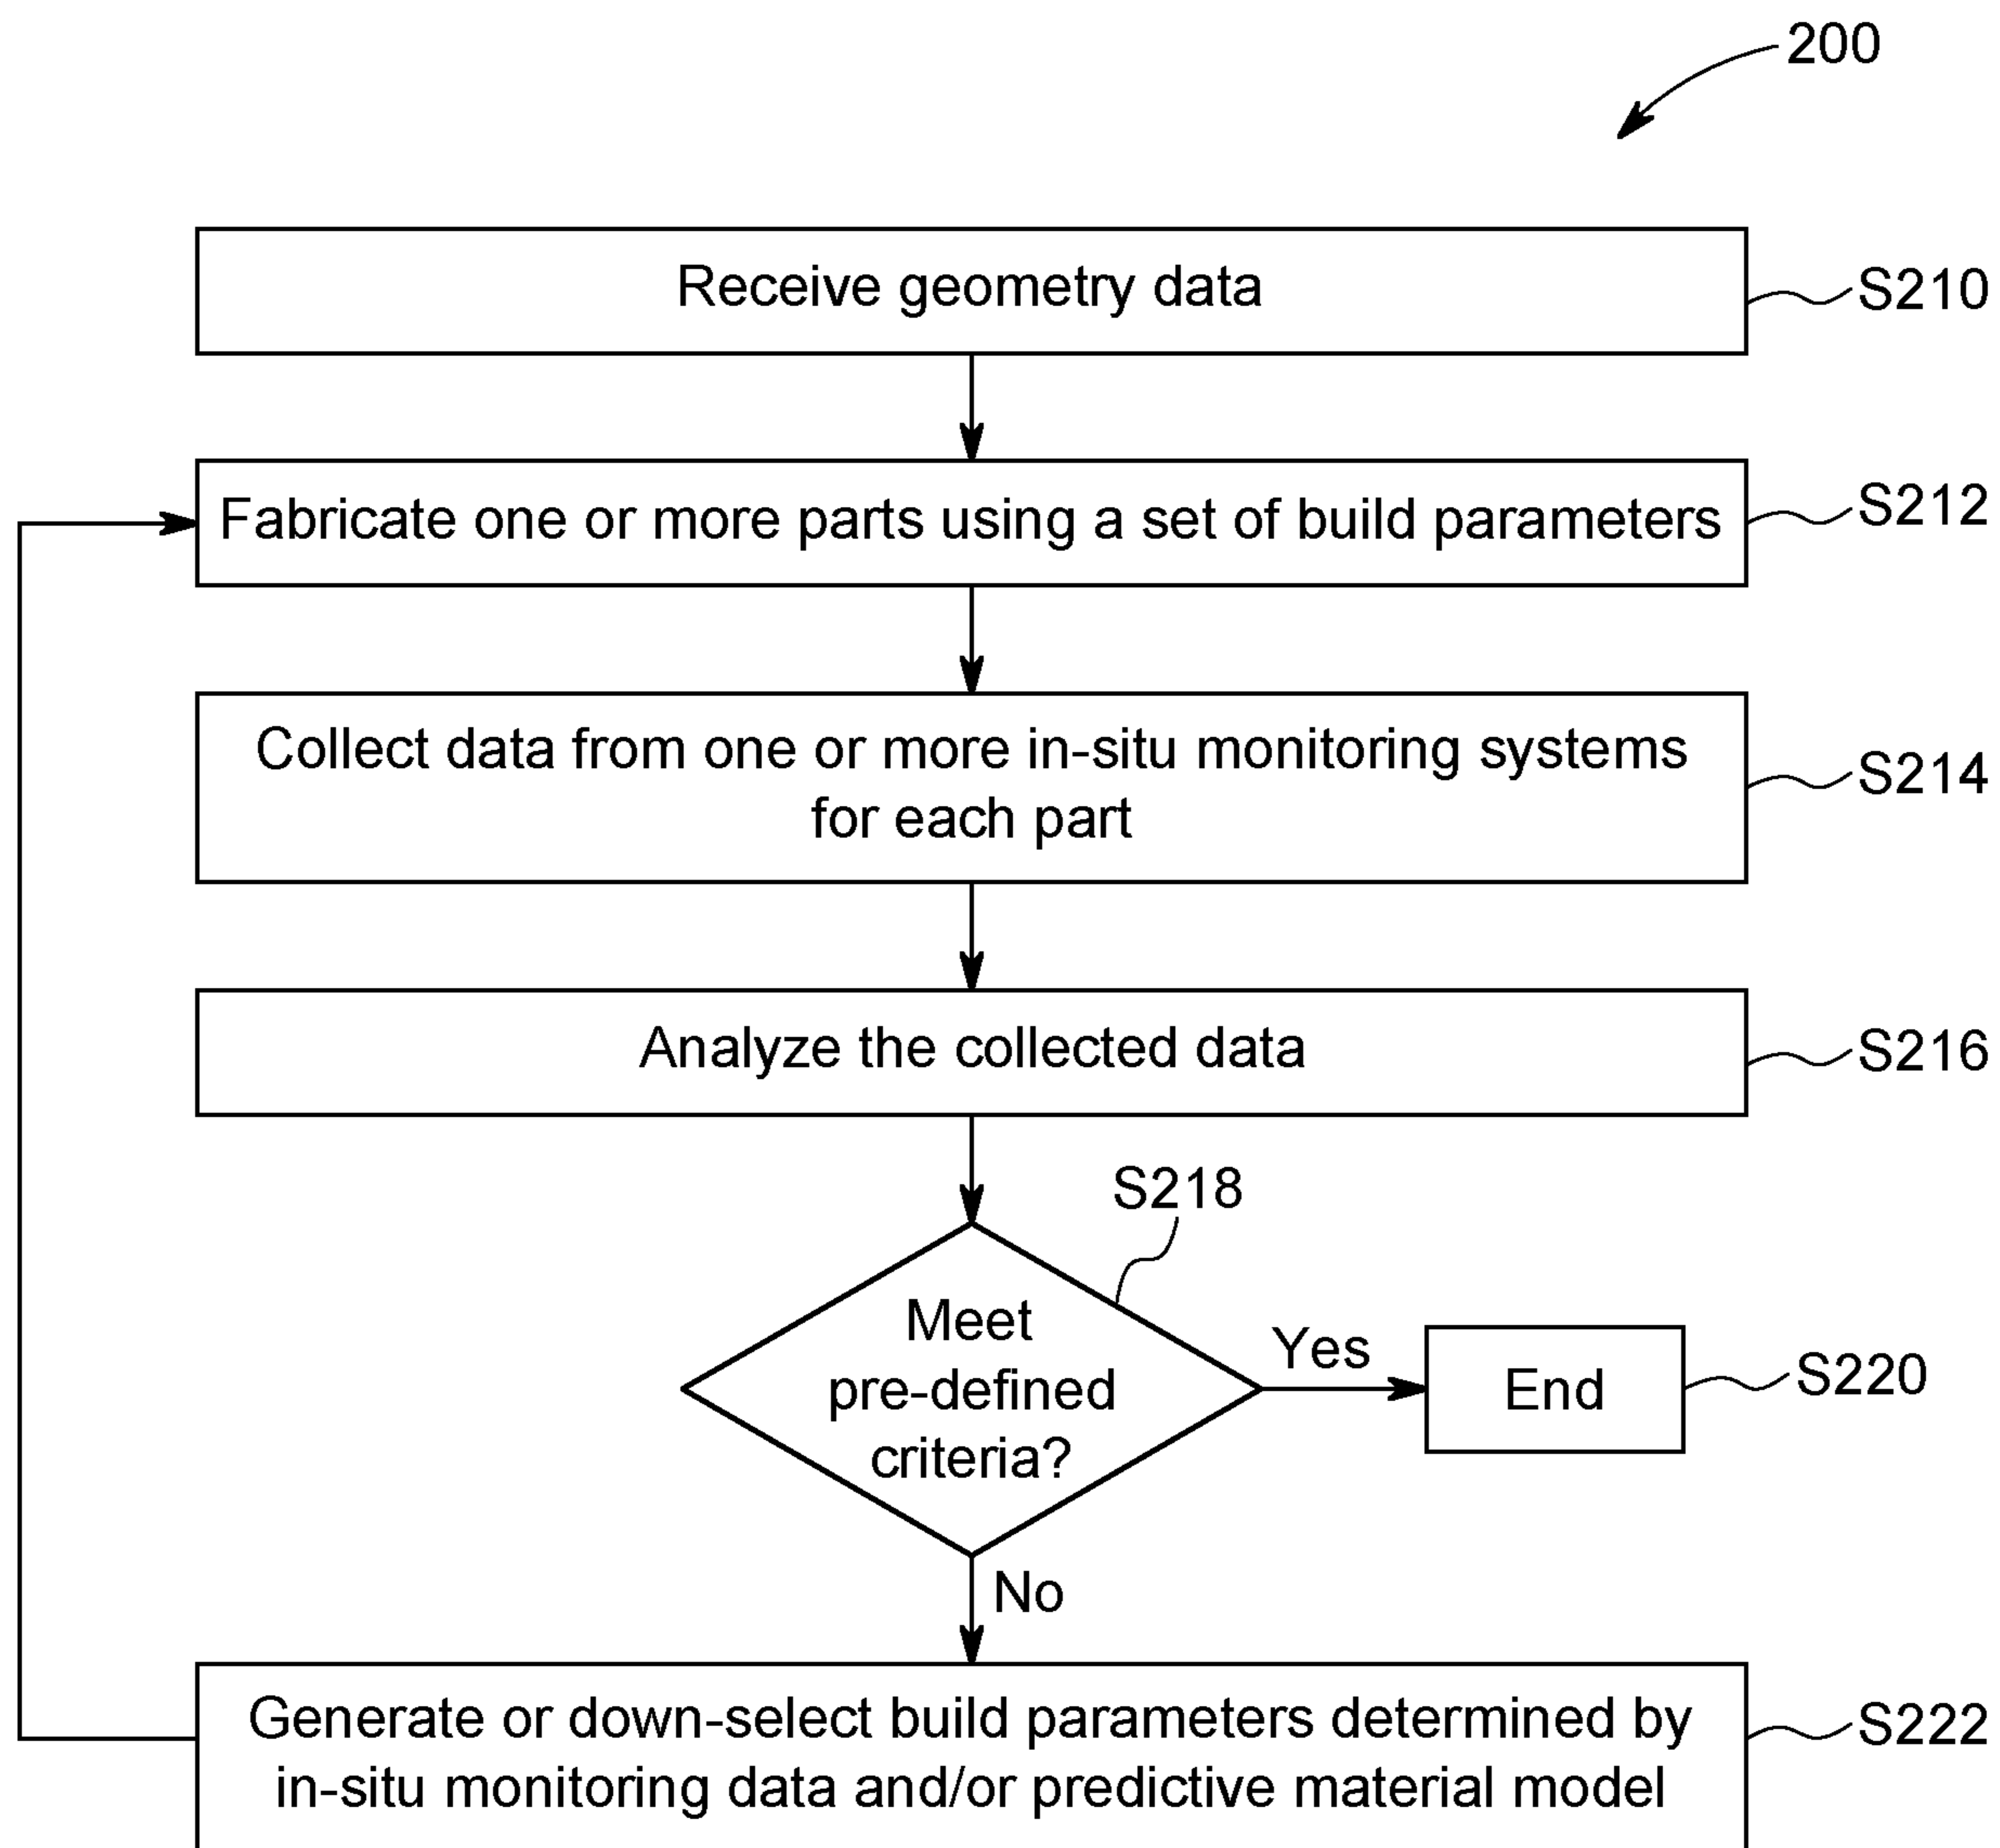 200
Receive geometry data
S210
Fabricate one or more parts using a set of build parameters
S212
Collect data from one or more in-situ monitoring systems
for each part
S214
Analyze the collected data
S216
S218
Meet
pre-defined
criteria?
Yes
End
S220
No
Generate or down-select build parameters determined by
in-situ monitoring data and/or predictive material model
S222